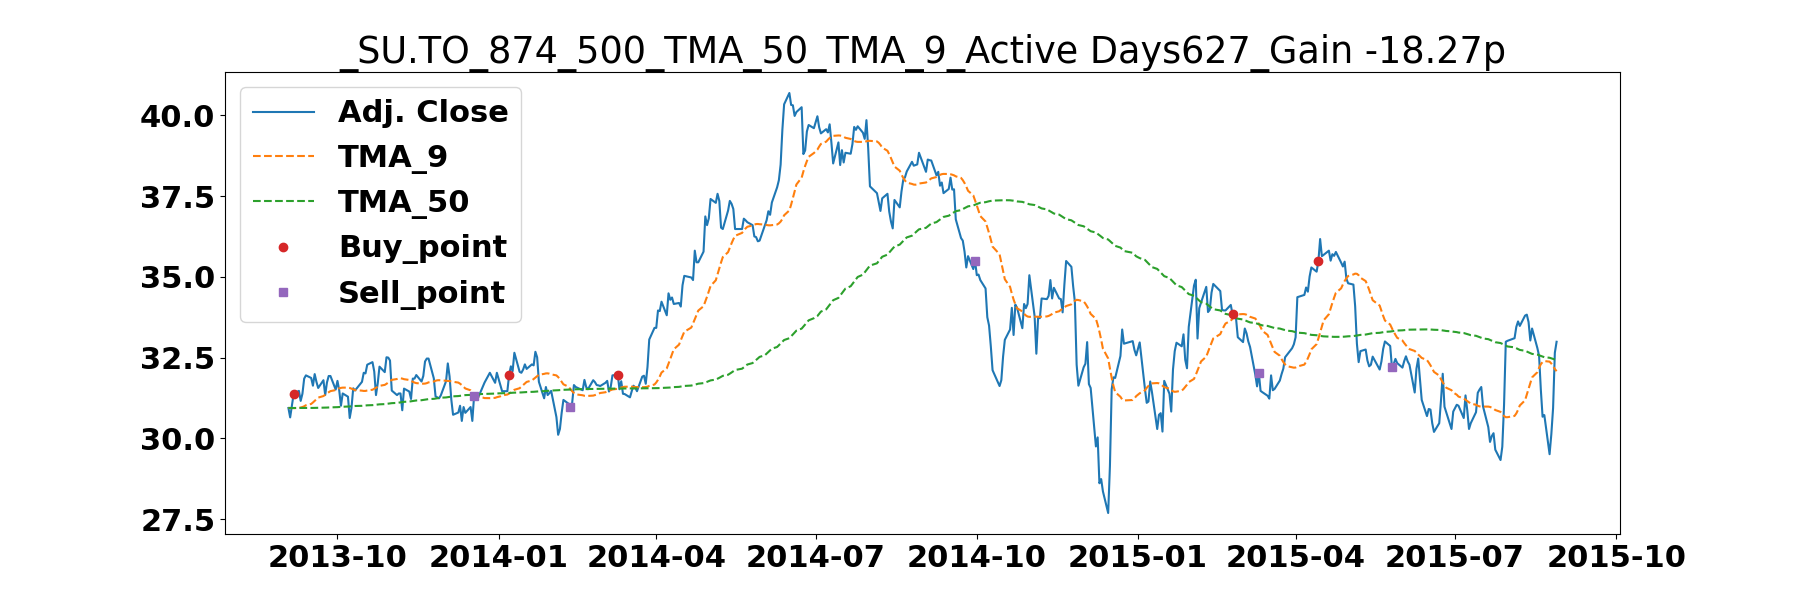 _SU.TO_874_500_TMA_50_TMA_9_Active Days627_Gain -18.27p
Adj. Close
TMA_9
TMA_50
Buy_point
Sell_point
40.0
37.5
35.0
32.5
30.0
27.5
2013-10 2014-01 2014-04 2014-07 2014-10 2015-01 2015-04 2015-07 2015-10